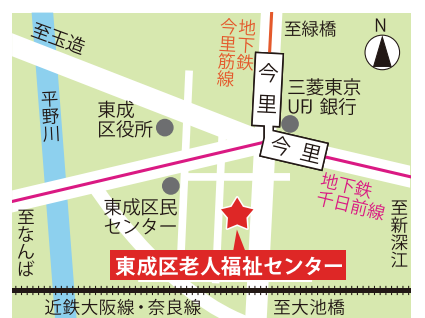 至玉造
地下鉄
今里筋線
至緑橋
N
今里
三菱東京
UFJ 銀行
平野川
東成
区役所
今里
地下鉄
千日前線
東成区民
センター
至なんば
至新深江
東成区老人福祉センター
近鉄大阪線・奈良線
至大池橋